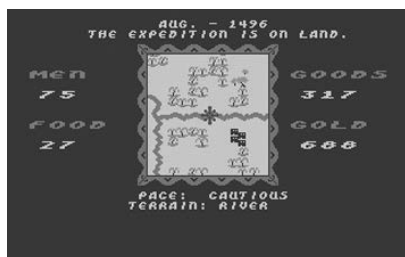 AUG. - 1496
THE EXPEDITION IS ON LAND.
MEN
75
GOODS
317
FOOD
27
GOLD
688
PACE: CAUTIOUS
TERRAIN: RIVER